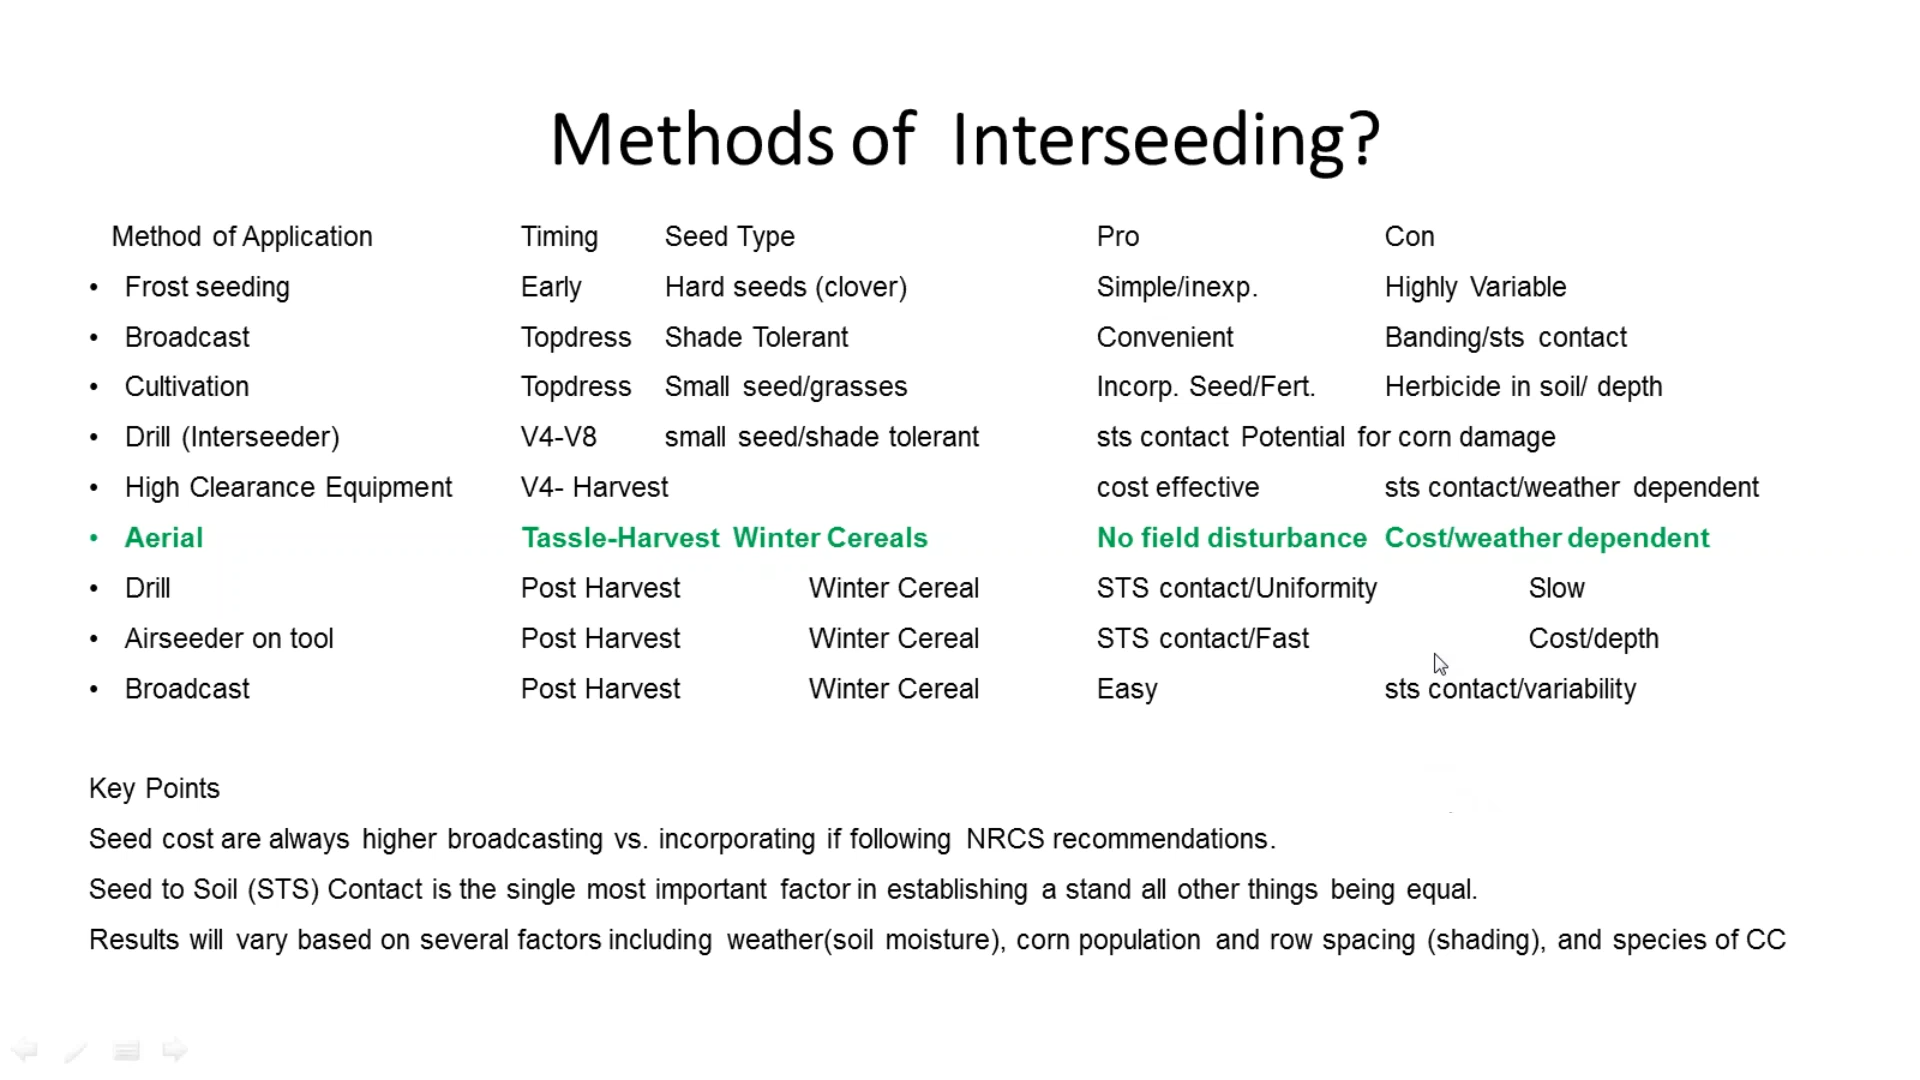 Methods of Interseeding?
Method of Application Timing Seed Type Pro Con
• Frost seeding Early Hard seeds (clover) Simple/inexp. Highly Variable
• Broadcast Topdress Shade Tolerant Convenient Banding/sts contact
• Cultivation Topdress Small seed/grasses Incorp. Seed/Fert. Herbicide in soil/ depth
• Drill (Interseeder) V4-V8 small seed/shade tolerant sts contact Potential for corn damage
• High Clearance Equipment V4- Harvest cost effective sts contact/weather dependent
• Aerial Tassle-Harvest Winter Cereals No field disturbance Cost/weather dependent
• Drill Post Harvest Winter Cereal STS contact/Uniformity Slow
• Airseeder on tool Post Harvest Winter Cereal STS contact/Fast Cost/depth
• Broadcast Post Harvest Winter Cereal Easy sts contact/variability
Key Points
Seed cost are always higher broadcasting vs. incorporating if following NRCS recommendations.
Seed to Soil (STS) Contact is the single most important factor in establishing a stand all other things being equal.
Results will vary based on several factors including weather(soil moisture), corn population and row spacing (shading), and species of CC